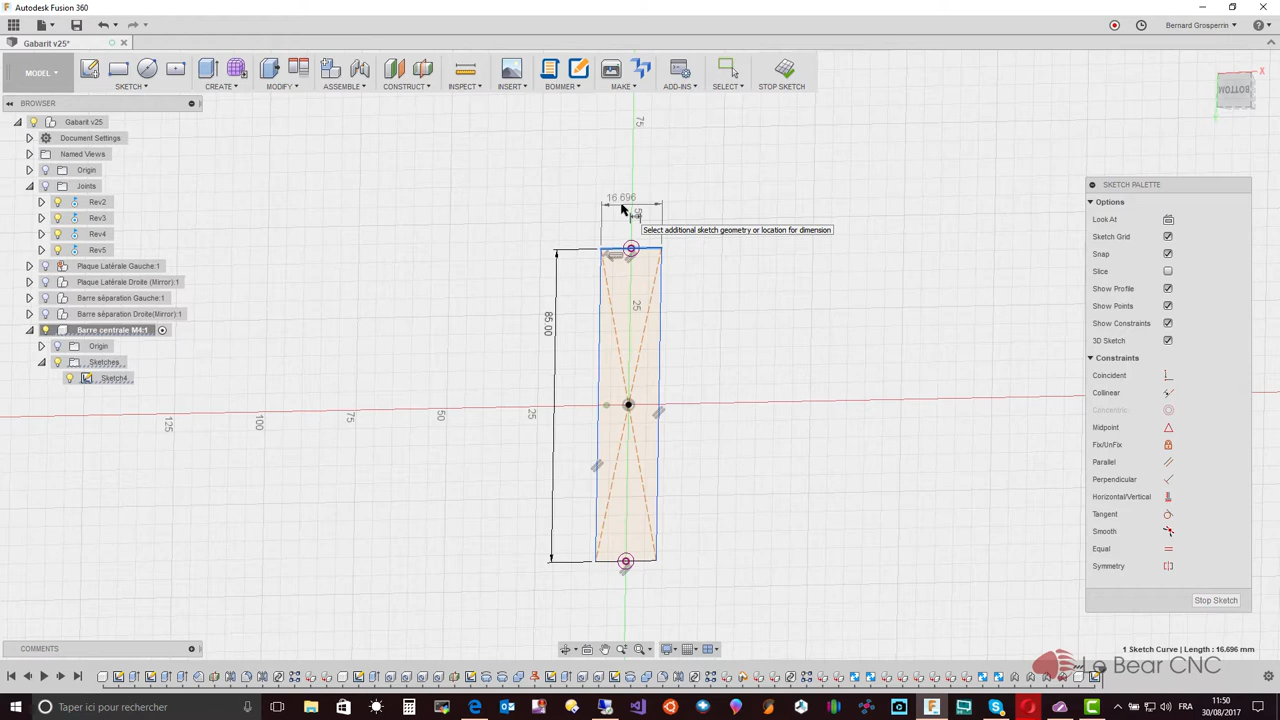 Autodesk Fusion 360
Bernard Grosperrin
Gabarit v25*
MODEL
SKETCH
CREATE
MODIFY
ASSEMBLE
CONSTRUCT
INSPECT
INSERT
BOMMER
MAKE
ADD-INS
SELECT
STOP SKETCH
BROWSER
Gabarit v25
Document Settings
Named Views
Origin
Joints
Rev2
Rev3
Rev4
Rev5
Plaque Latérale Gauche:1
Plaque Latérale Droite (Mirror):1
Barre séparation Gauche:1
Barre séparation Droite(Mirror):1
Barre centrale M4:1
Origin
Sketches
Sketch4
BOTTOM
X
75
16.696
Select additional sketch geometry or location for dimension
25
85.00
125
100
75
50
25
SKETCH PALETTE
Options
Look At
Sketch Grid
Snap
Slice
Show Profile
Show Points
Show Constraints
3D Sketch
Constraints
Coincident
Collinear
Concentric
Midpoint
Fix/UnFix
Parallel
Perpendicular
Horizontal/Vertical
Tangent
Smooth
Equal
Symmetry
Stop Sketch
COMMENTS
1 Sketch Curve | Length : 16.696 mm
Le Bear CNC
Taper ici pour rechercher
FRA
11:50
30/08/2017